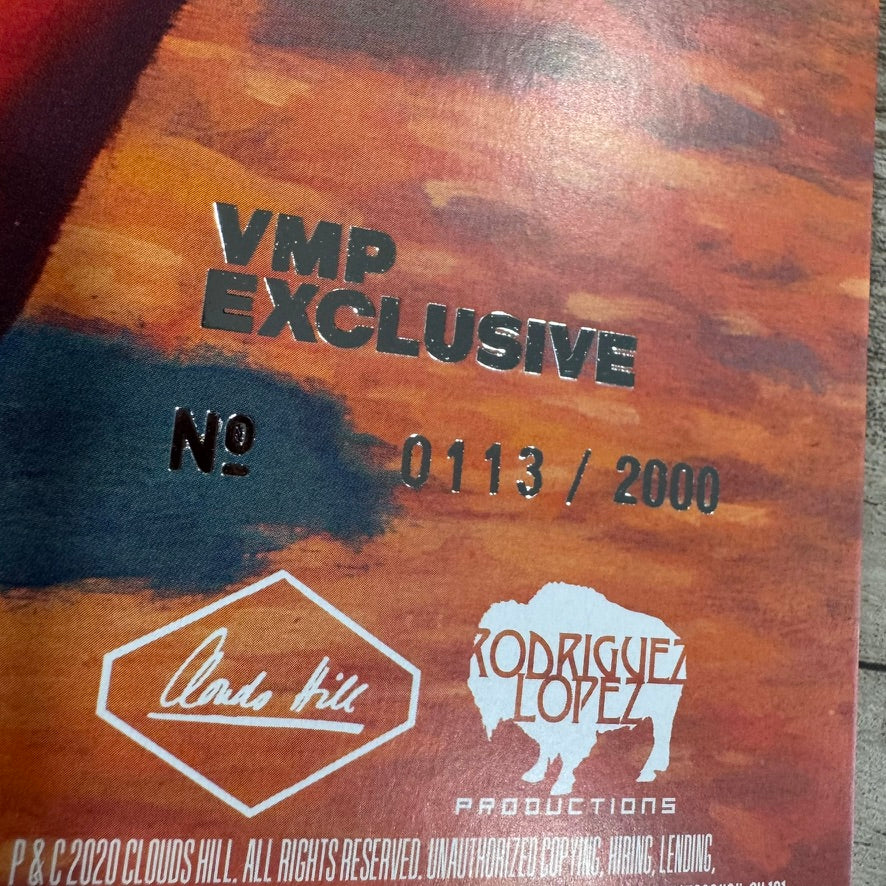 VMP
EXCLUSIVE
Nº 0113 / 2000
Clouds Hill
RODRIGUEZ
LOPEZ
PRODUCTIONS
P & C 2020 CLOUDS HILL. ALL RIGHTS RESERVED. UNAUTHORIZED COPYING, HIRING, LENDING,